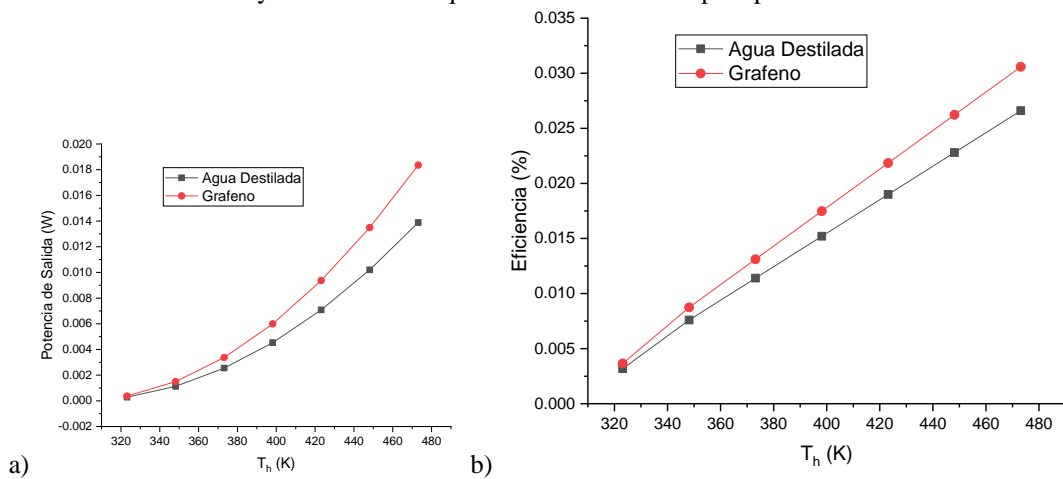 Agua Destilada
Grafeno
Potencia de Salida (W)
0.020
0.018
0.016
0.014
0.012
0.010
0.008
0.006
0.004
0.002
0.000
-0.002
320 340 360 380 400 420 440 460 480
T_h (K)
a)
Agua Destilada
Grafeno
Eficiencia (%)
0.035
0.030
0.025
0.020
0.015
0.010
0.005
0.000
320 340 360 380 400 420 440 460 480
T_h (K)
b)